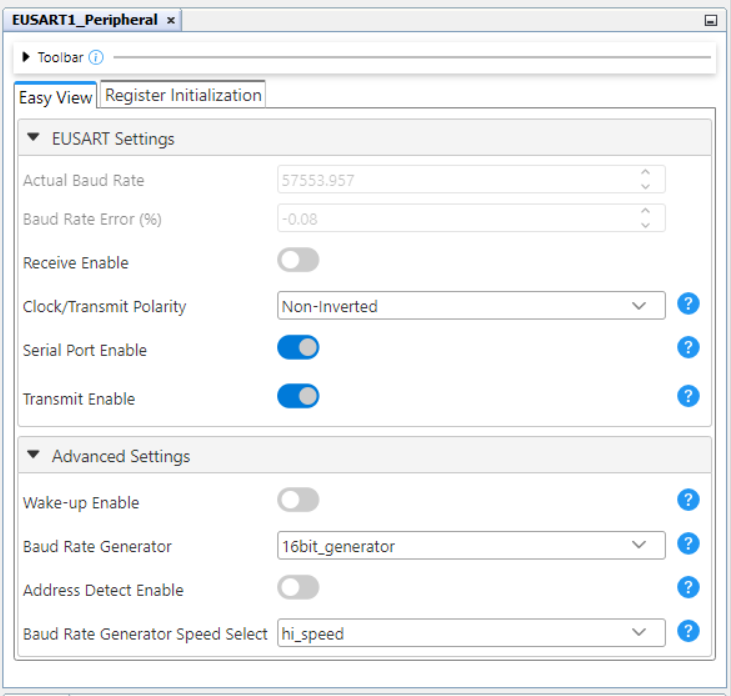 EUSART1_Peripheral ×
Toolbar i
Easy View Register Initialization
EUSART Settings
Actual Baud Rate 57553.957
Baud Rate Error (%) -0.08
Receive Enable
Clock/Transmit Polarity Non-Inverted ?
Serial Port Enable ?
Transmit Enable ?
Advanced Settings
Wake-up Enable ?
Baud Rate Generator 16bit_generator ?
Address Detect Enable ?
Baud Rate Generator Speed Select hi_speed ?